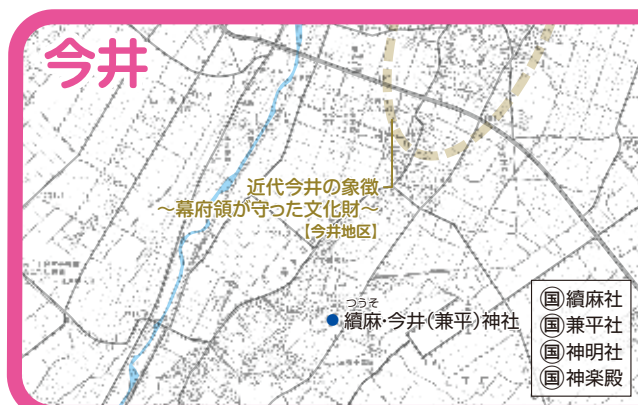 今井
近代今井の象徴
〜幕府領が守った文化財〜
【今井地区】
つうそ
續麻・今井(兼平)神社
国 續麻社
国 兼平社
国 神明社
国 神楽殿